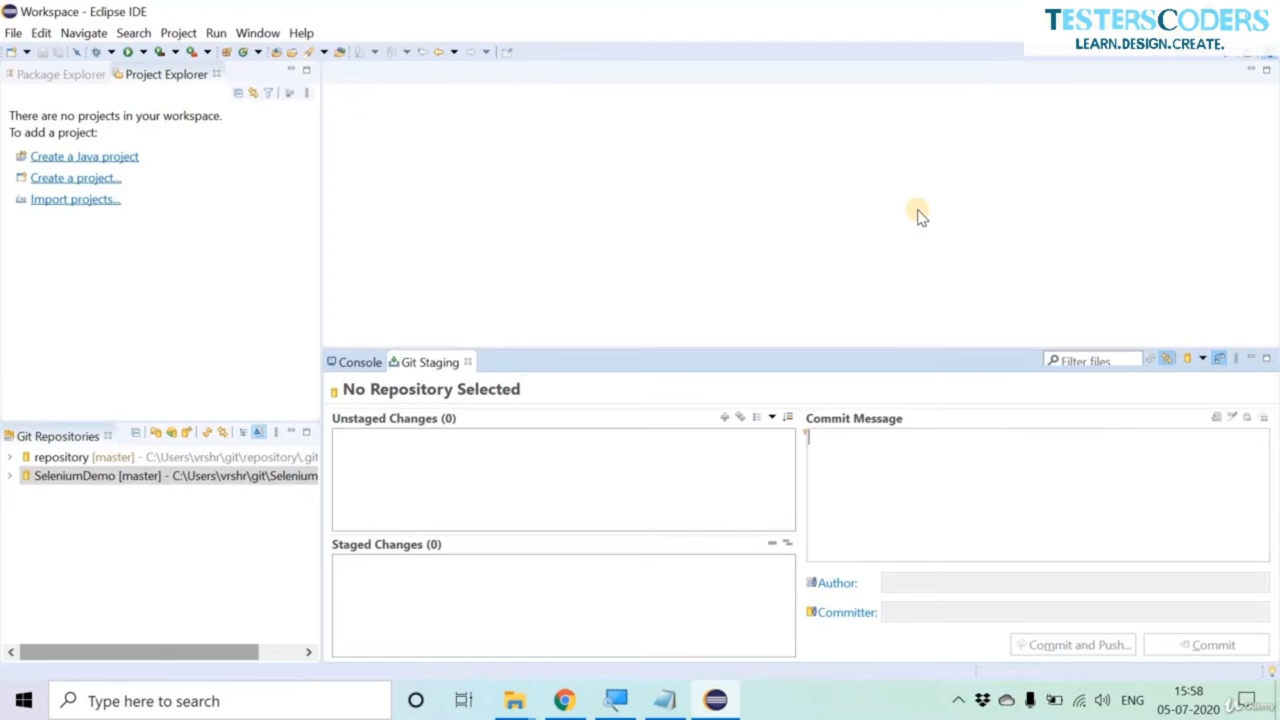 Workspace - Eclipse IDE
TESTERSCODERS
LEARN.DESIGN.CREATE.
File Edit Navigate Search Project Run Window Help
Package Explorer Project Explorer
There are no projects in your workspace.
To add a project:
Create a Java project
Create a project...
Import projects...
Console Git Staging
Filter files
No Repository Selected
Unstaged Changes (0)
Commit Message
Git Repositories
repository [master] - C:\Users\vrshr\git\repository\.git
SeleniumDemo [master] - C:\Users\vrshr\git\Selenium
Staged Changes (0)
Author:
Committer:
Commit and Push...
Commit
Type here to search
ENG
15:58
05-07-2020
Udemy